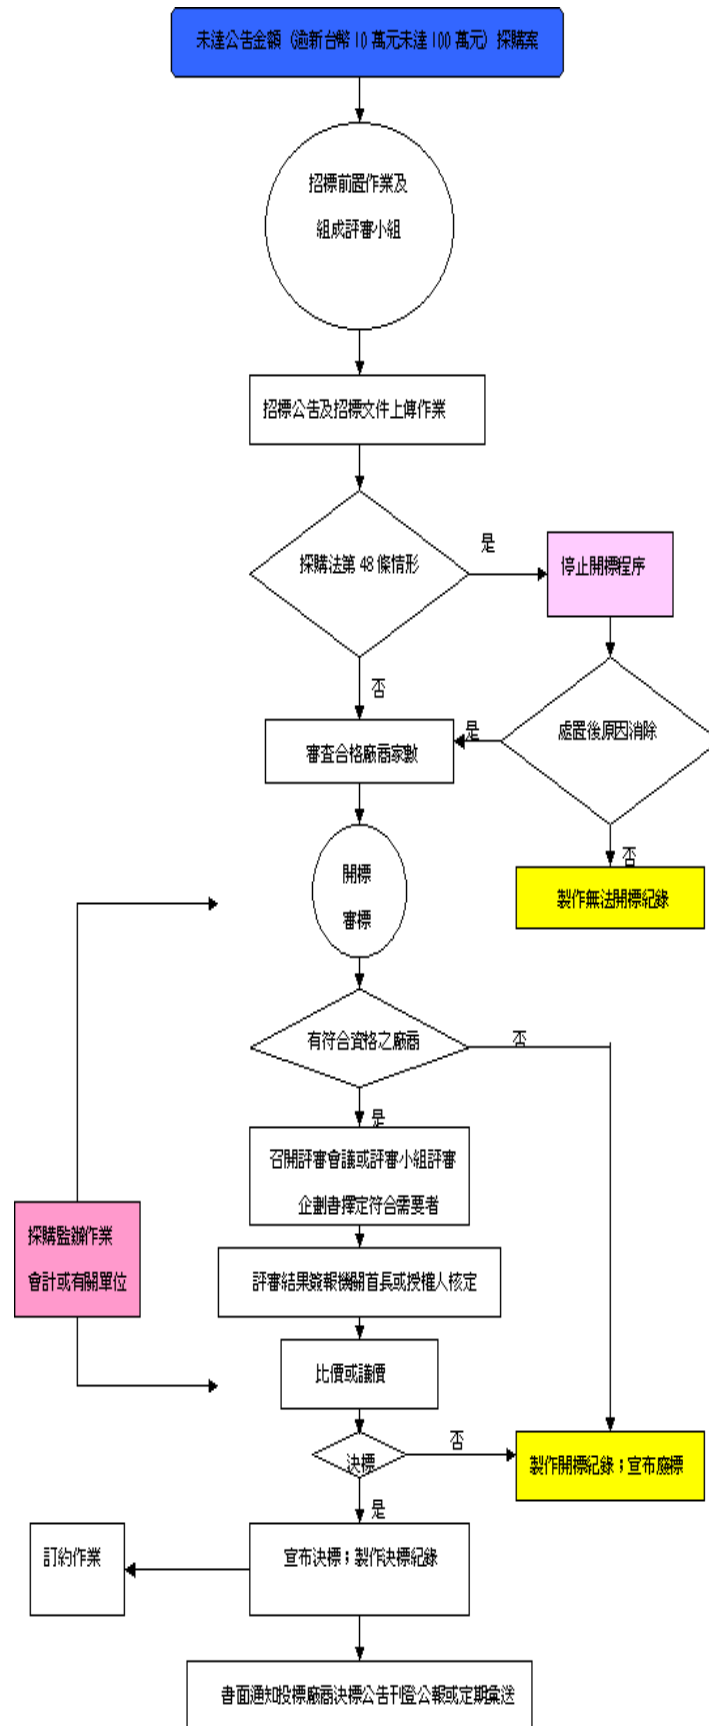 未達公告金額（逾新台幣 10 萬元未達 100 萬元）採購案
招標前置作業及
組成評審小組
招標公告及招標文件上傳作業
採購法第 48 條情形
是
停止開標程序
否
處置後原因消除
是
審查合格廠商家數
否
製作無法開標紀錄
開標
審標
有符合資格之廠商
否
是
召開評審會議或評審小組評審
企劃書擇定符合需要者
採購監辦作業
會計或有關單位
評審結果簽報機關首長或授權人核定
比價或議價
決標
否
製作開標紀錄；宣布廢標
是
宣布決標；製作決標紀錄
訂約作業
書面通知投標廠商決標公告刊登公報或定期彙送